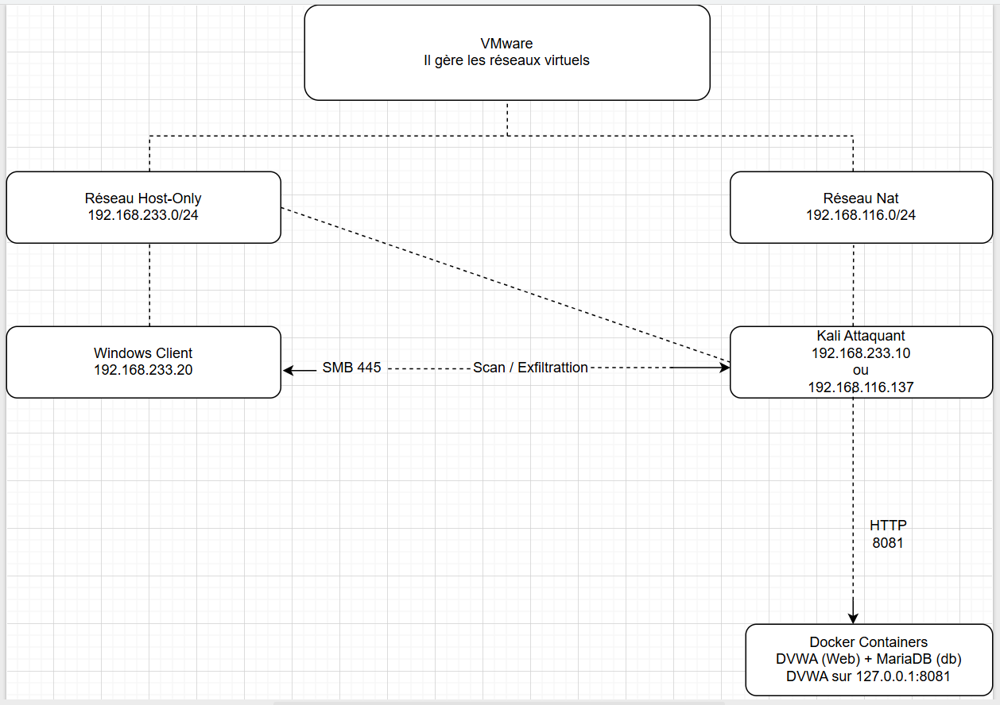 VMware
Il gère les réseaux virtuels
Réseau Host-Only
192.168.233.0/24
Réseau Nat
192.168.116.0/24
Windows Client
192.168.233.20
SMB 445
Scan / Exfiltrattion
Kali Attaquant
192.168.233.10
ou
192.168.116.137
HTTP
8081
Docker Containers
DVWA (Web) + MariaDB (db)
DVWA sur 127.0.0.1:8081